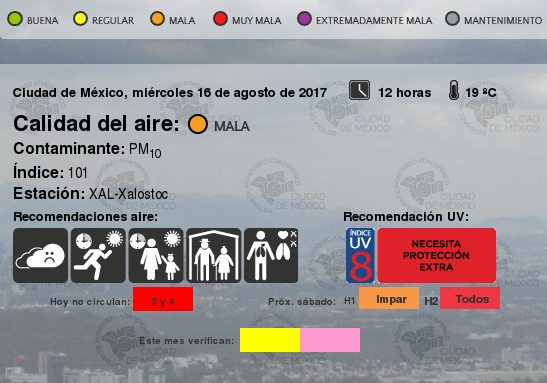 BUENA REGULAR MALA MUY MALA EXTREMADAMENTE MALA MANTENIMIENTO
Ciudad de México, miércoles 16 de agosto de 2017 12 horas 19 ºC
Calidad del aire: MALA
Contaminante: PM10
Índice: 101
Estación: XAL-Xalostoc
Recomendaciones aire: Recomendación UV:
ÍNDICE
UV
8
NECESITA
PROTECCIÓN
EXTRA
Hoy no circulan: 3 y 4 Próx. sábado: H1 Impar H2 Todos
Este mes verifican:
CIUDAD
DE MÉXICO